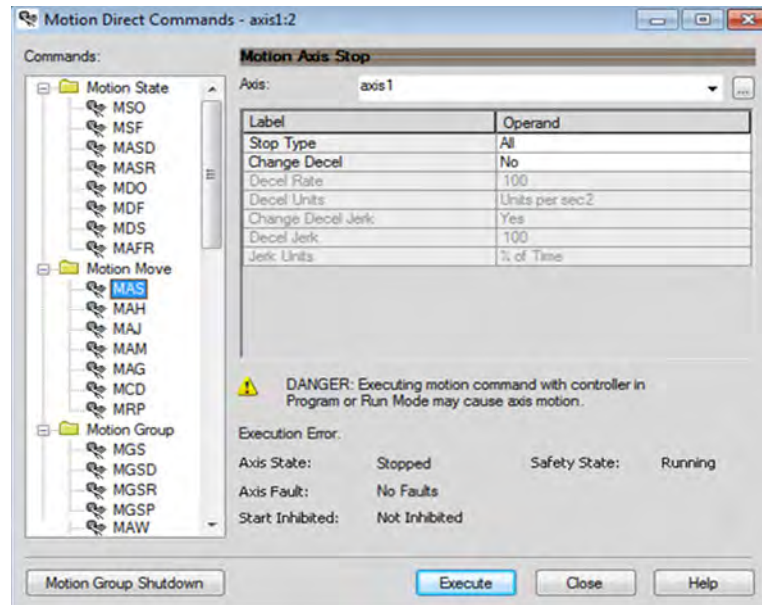 Motion Direct Commands - axis1:2
Commands:
Motion State
MSO
MSF
MASD
MASR
MDO
MDF
MDS
MAFR
Motion Move
MAS
MAH
MAJ
MAM
MAG
MCD
MRP
Motion Group
MGS
MGSD
MGSR
MGSP
MAW
Motion Axis Stop
Axis: axis1 ...
Label Operand
Stop Type All
Change Decel No
Decel Rate 100
Decel Units Units per sec2
Change Decel Jerk Yes
Decel Jerk 100
Jerk Units % of Time
DANGER: Executing motion command with controller in
Program or Run Mode may cause axis motion.
Execution Error.
Axis State: Stopped Safety State: Running
Axis Fault: No Faults
Start Inhibited: Not Inhibited
Motion Group Shutdown Execute Close Help